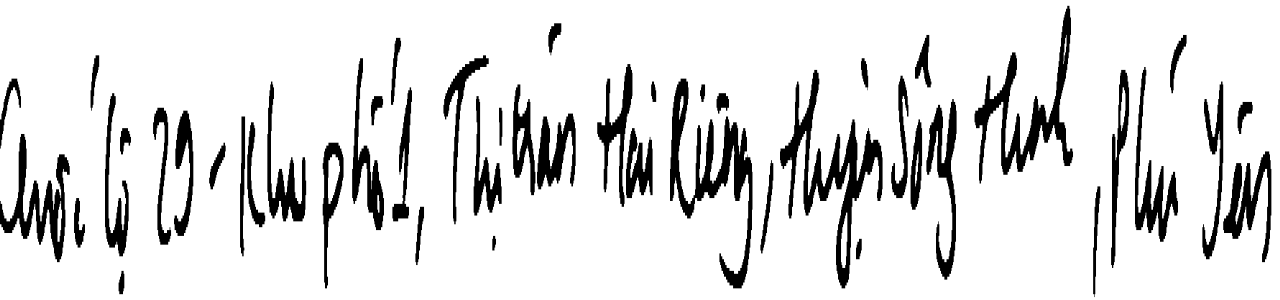 Cuối lộ 29 - Khu phố 1, Thị trấn Hai Riêng, Huyện Sông Hinh, Phú Yên